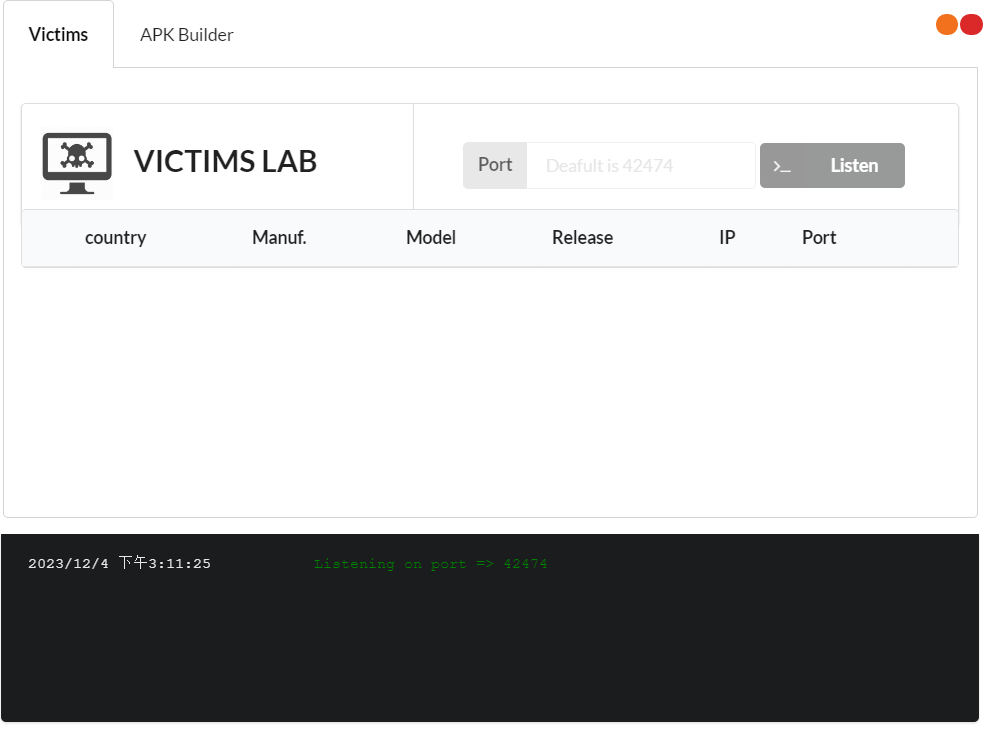 Victims APK Builder
VICTIMS LAB
Port Deafult is 42474 >_ Listen
country Manuf. Model Release IP Port
2023/12/4 下午3:11:25 Listening on port => 42474